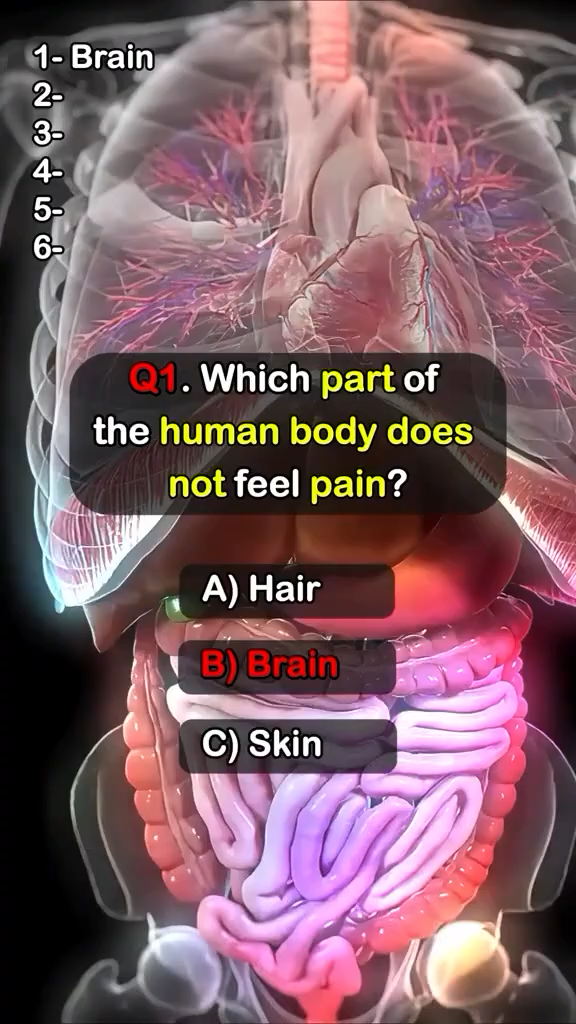 1- Brain
2-
3-
4-
5-
6-
Q1. Which part of
the human body does
not feel pain?
A) Hair
B) Brain
C) Skin